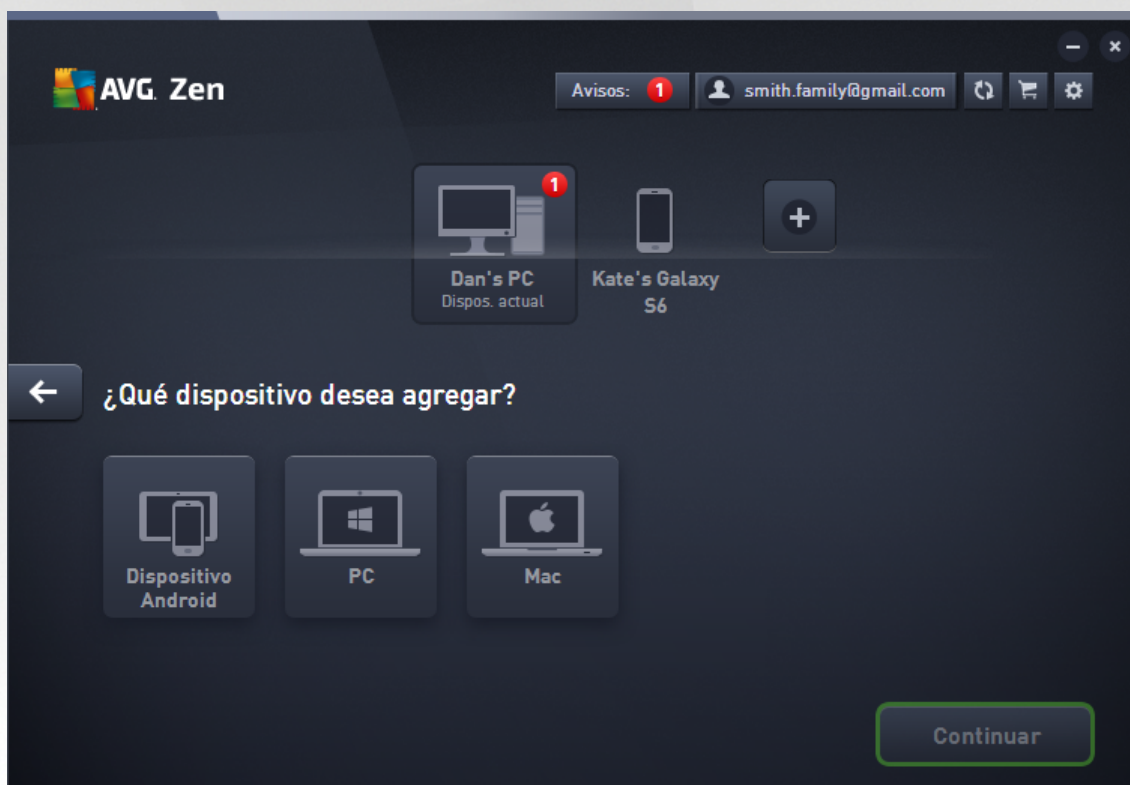 AVG. Zen
Avisos: 1
smith.family@gmail.com
1
Dan's PC
Dispos. actual
Kate's Galaxy
S6
¿Qué dispositivo desea agregar?
Dispositivo
Android
PC
Mac
Continuar